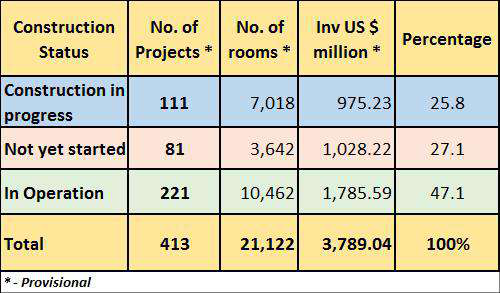 Construction Status No. of Projects * No. of rooms * Inv US $ million * Percentage
Construction in progress 111 7,018 975.23 25.8
Not yet started 81 3,642 1,028.22 27.1
In Operation 221 10,462 1,785.59 47.1
Total 413 21,122 3,789.04 100%
* - Provisional